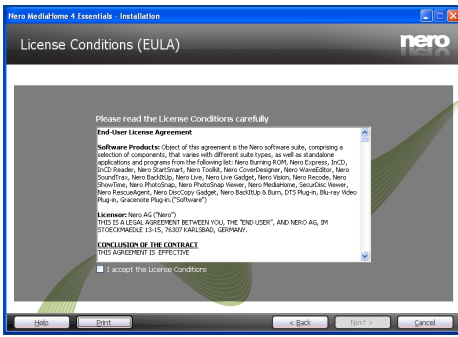 Nero MediaHome 4 Essentials - Installation
License Conditions (EULA)
nero
Please read the License Conditions carefully
End-User License Agreement
Software Products: Object of this agreement is the Nero software suite, comprising a
selection of components, that varies with different suite types, as well as standalone
applications and programs from the following list: Nero Burning ROM, Nero Express, InCD,
InCD Reader, Nero StartSmart, Nero Toolkit, Nero CoverDesigner, Nero WaveEditor, Nero
SoundTrax, Nero BackItUp, Nero Live, Nero Live Gadget, Nero Vision, Nero Recode, Nero
ShowTime, Nero PhotoSnap, Nero PhotoSnap Viewer, Nero MediaHome, SecurDisc Viewer,
Nero RescueAgent, Nero DiscCopy Gadget, Nero BackItUp & Burn, DTS Plug-in, Blu-ray Video
Plug-in, Gracenote Plug-in.("Software")
Licensor: Nero AG ("Nero")
THIS IS A LEGAL AGREEMENT BETWEEN YOU, THE "END USER", AND NERO AG, IM
STOECKMAEDLE 13-15, 76307 KARLSBAD, GERMANY.
CONCLUSION OF THE CONTRACT
THIS AGREEMENT IS EFFECTIVE
I accept the License Conditions
Help
Print
< Back
Next >
Cancel